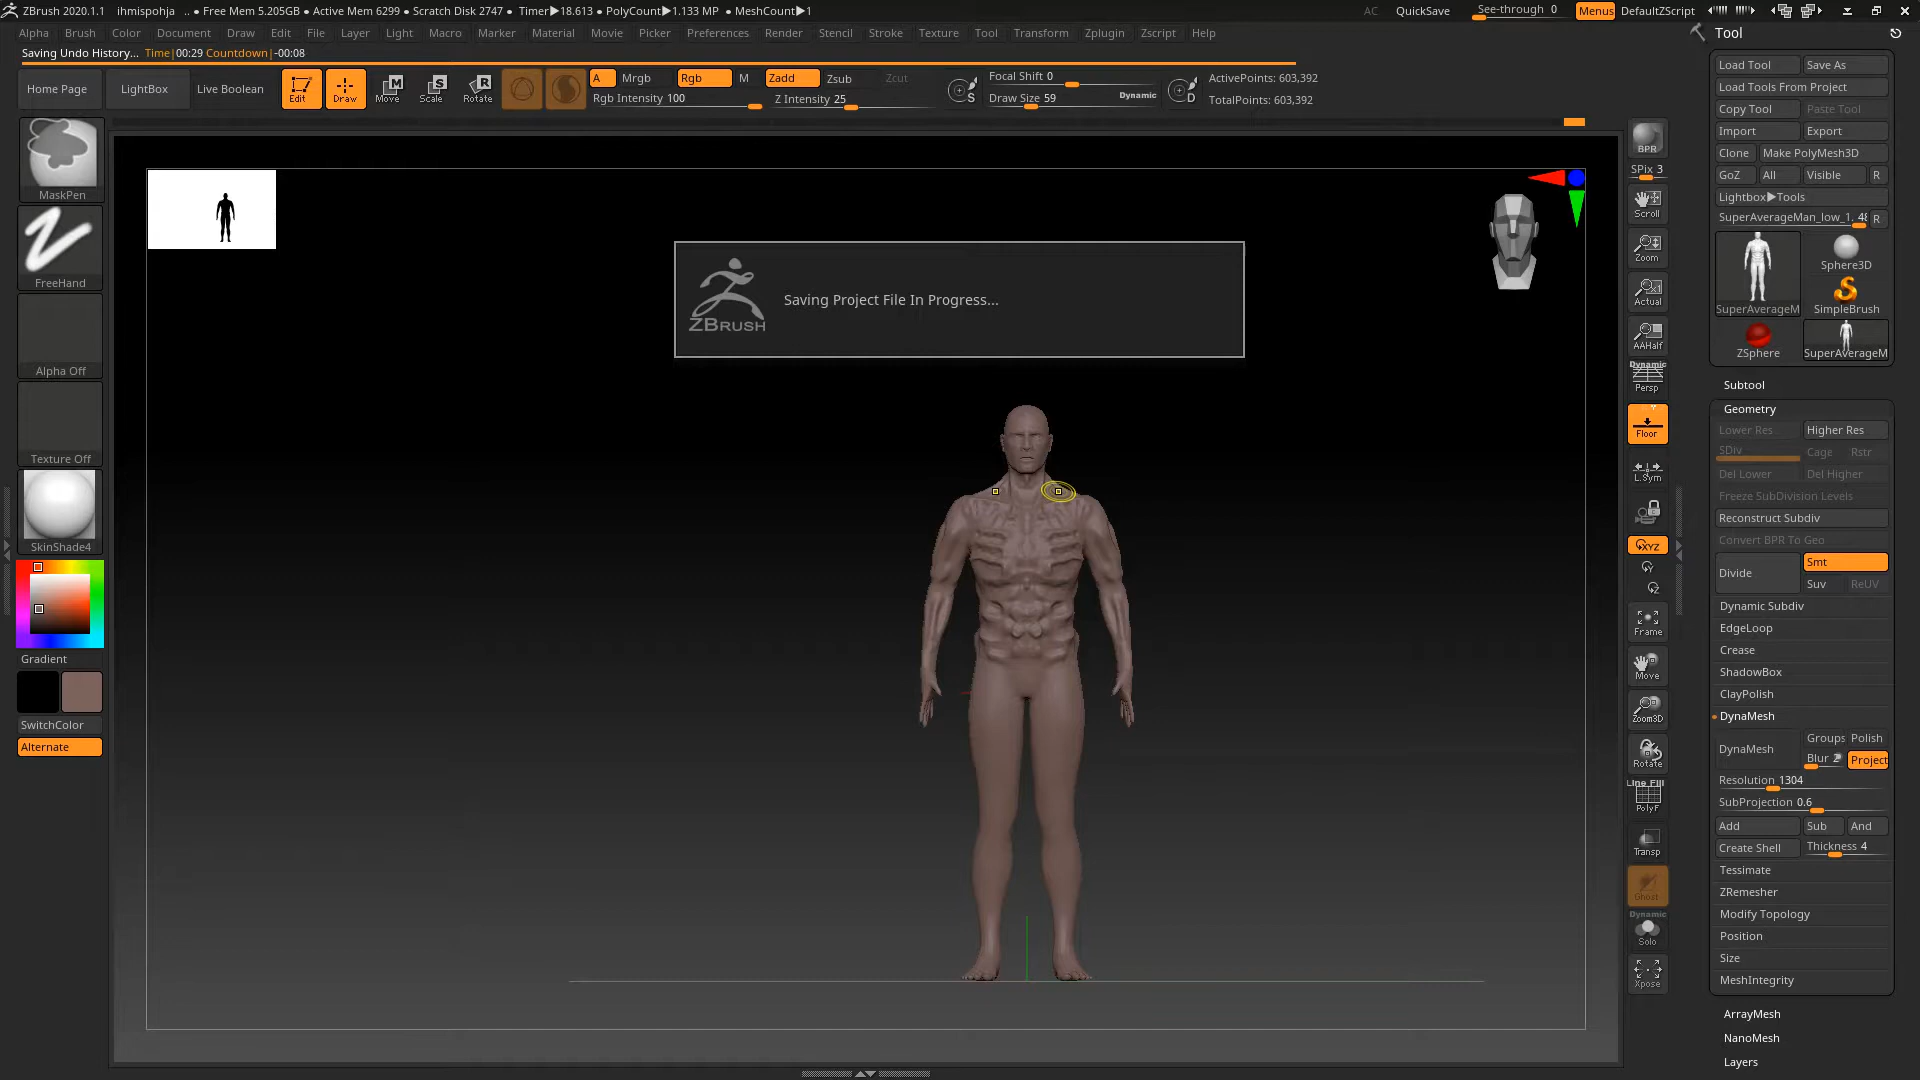 ZBrush 2020.1.1 ihmispohja .. ● Free Mem 5.205GB ● Active Mem 6299 ● Scratch Disk 2747 ● Timer▶18.613 ● PolyCount▶1.133 MP ● MeshCount▶1 AC QuickSave See-through 0 Menus DefaultZScript
Alpha Brush Color Document Draw Edit File Layer Light Macro Marker Material Movie Picker Preferences Render Stencil Stroke Texture Tool Transform Zplugin Zscript Help
Saving Undo History... Time|00:29 Countdown|-00:08
Home Page LightBox Live Boolean Edit Draw Move Scale Rotate
M S R
A Mrgb Rgb M Zadd Zsub Zcut
Rgb Intensity 100 Z Intensity 25
S Focal Shift 0
Draw Size 59 Dynamic
D
ActivePoints: 603,392
TotalPoints: 603,392
MaskPen
FreeHand
Alpha Off
Texture Off
SkinShade4
Gradient
SwitchColor
Alternate
ZBRUSH Saving Project File In Progress...
BPR
SPix 3
Scroll
Zoom
Actual
AAHalf
Dynamic
Persp
Floor
L.Sym
XYZ
Y
Z
Frame
Move
Zoom3D
Rotate
Line Fill
PolyF
Transp
Ghost
Dynamic
Solo
Xpose
Tool
Load Tool Save As
Load Tools From Project
Copy Tool Paste Tool
Import Export
Clone Make PolyMesh3D
GoZ All Visible R
Lightbox▶Tools
SuperAverageMan_low_1. 48 R
SuperAverageM Sphere3D
SimpleBrush
ZSphere SuperAverageM
Subtool
Geometry
Lower Res Higher Res
SDiv Cage Rstr
Del Lower Del Higher
Freeze SubDivision Levels
Reconstruct Subdiv
Convert BPR To Geo
Divide Smt
Suv ReUV
Dynamic Subdiv
EdgeLoop
Crease
ShadowBox
ClayPolish
DynaMesh
DynaMesh Groups Polish
Blur 2 Project
Resolution 1304
SubProjection 0.6
Add Sub And
Create Shell Thickness 4
Tessimate
ZRemesher
Modify Topology
Position
Size
MeshIntegrity
ArrayMesh
NanoMesh
Layers